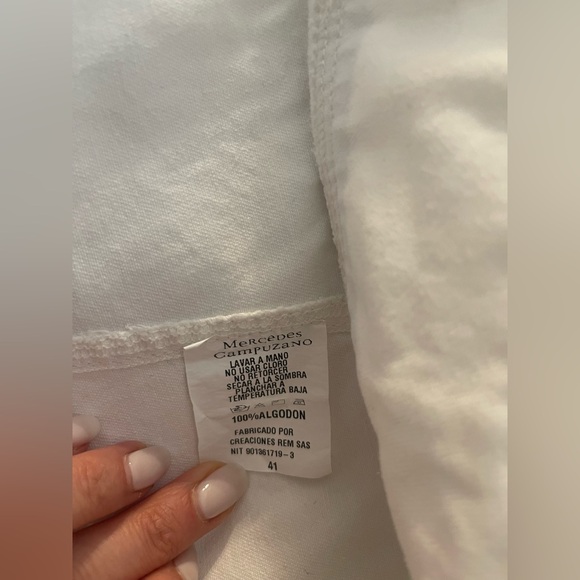 Mercedes
Campuzano
LAVAR A MANO
NO USAR CLORO
NO RETORCER
SECAR A LA SOMBRA
PLANCHAR A
TEMPERATURA BAJA
100%ALGODON
FABRICADO POR
CREACIONES REM SAS
NIT 901361719-3
41